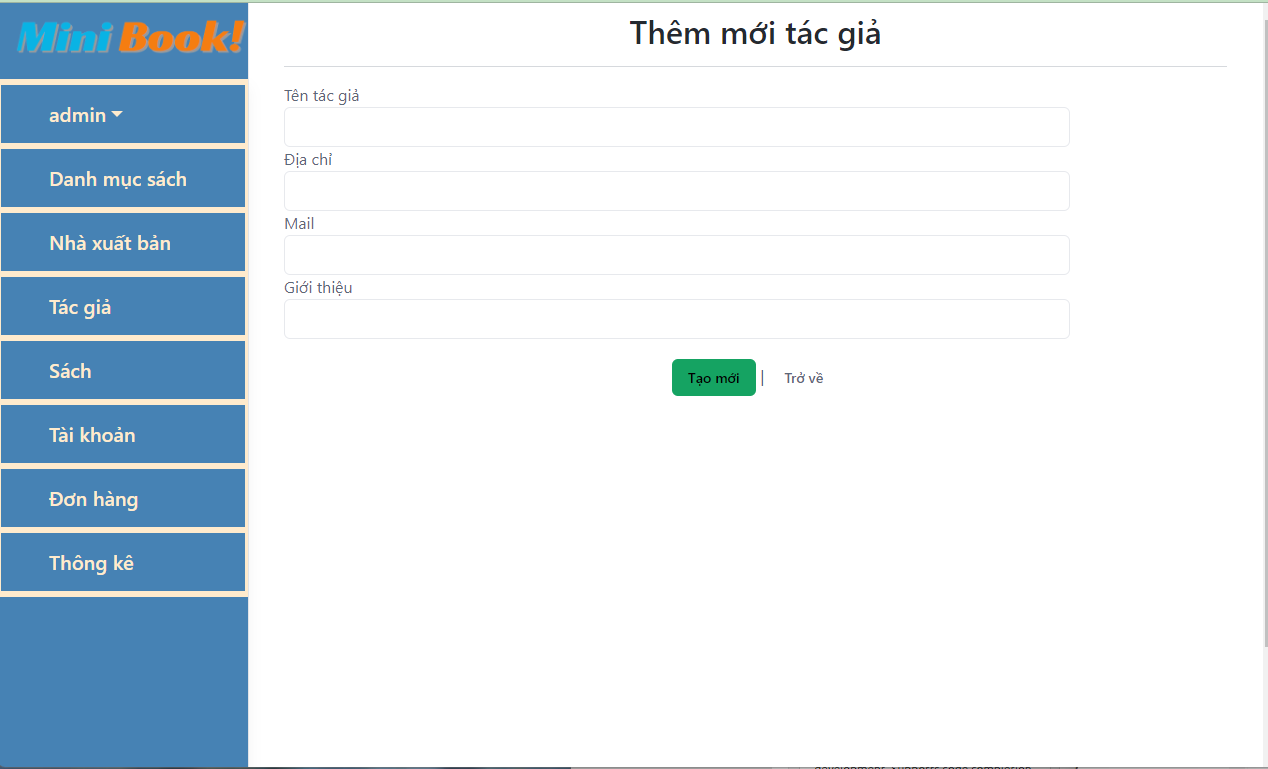 Mini Book!
admin
Danh mục sách
Nhà xuất bản
Tác giả
Sách
Tài khoản
Đơn hàng
Thông kê
Thêm mới tác giả
Tên tác giả
Địa chỉ
Mail
Giới thiệu
Tạo mới | Trở về